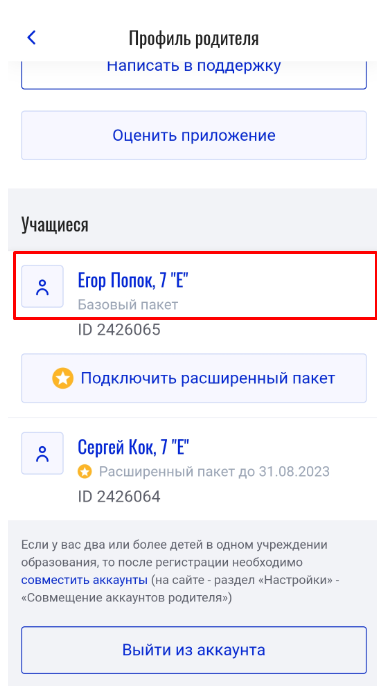 Профиль родителя
Написать в поддержку
Оценить приложение
Учащиеся
Егор Попок, 7 "Е"
Базовый пакет
ID 2426065
Подключить расширенный пакет
Сергей Кок, 7 "Е"
Расширенный пакет до 31.08.2023
ID 2426064
Если у вас два или более детей в одном учреждении
образования, то после регистрации необходимо
совместить аккаунты (на сайте - раздел «Настройки» -
«Совмещение аккаунтов родителя»)
Выйти из аккаунта